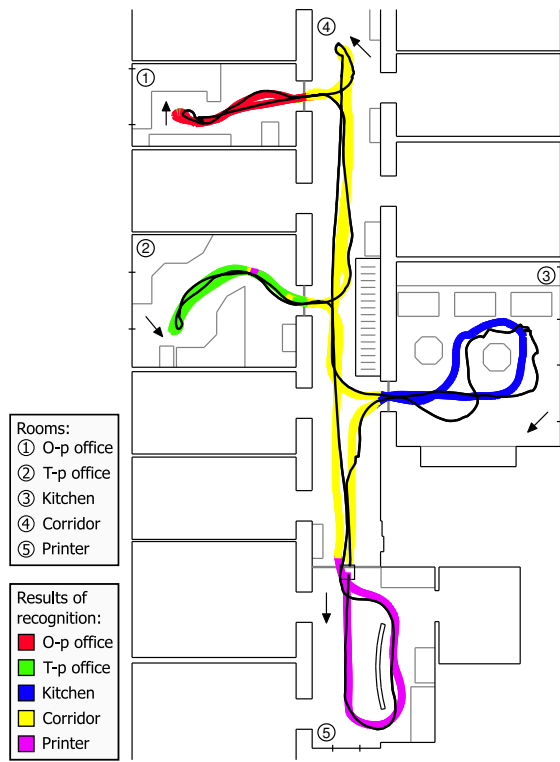 ④
①
②
③
Rooms:
① O-p office
② T-p office
③ Kitchen
④ Corridor
⑤ Printer
Results of
recognition:
O-p office
T-p office
Kitchen
Corridor
Printer
⑤